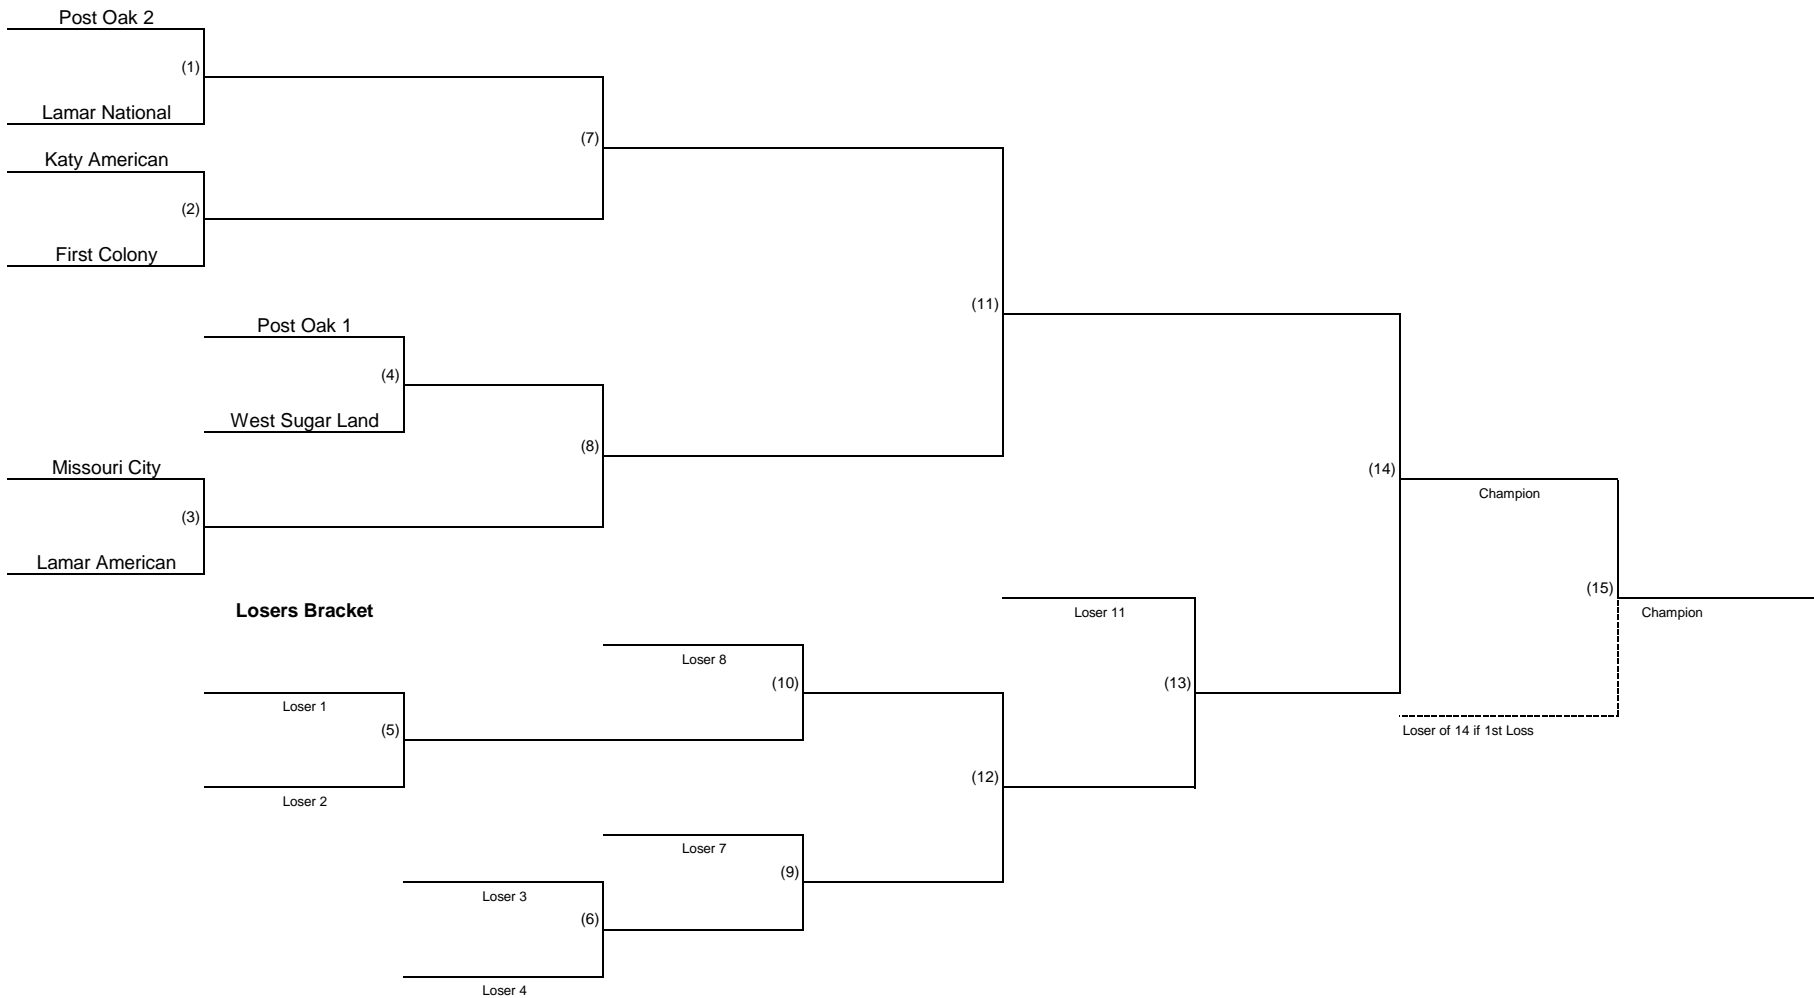 Post Oak 2
(1)
Lamar National
(7)
Katy American
(2)
First Colony
(11)
Post Oak 1
(4)
West Sugar Land
(8)
Missouri City
(14)
Champion
(3)
Lamar American
(15)
Losers Bracket
Loser 11
Champion
Loser 8
(10)
(13)
Loser 1
(5)
Loser of 14 if 1st Loss
(12)
Loser 2
Loser 7
(9)
Loser 3
(6)
Loser 4